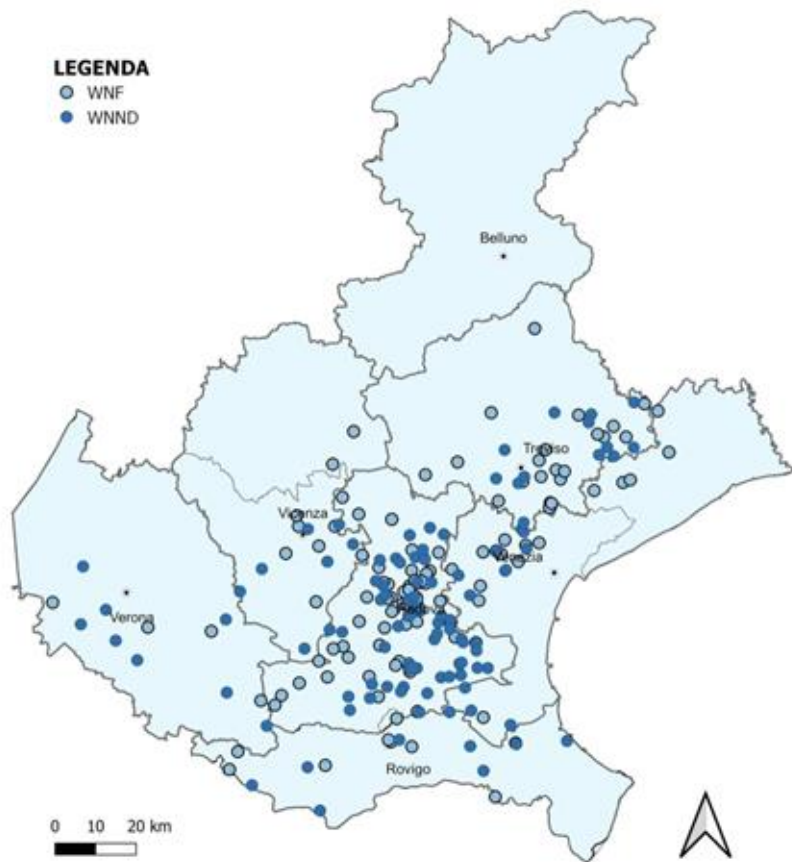 LEGENDA
WNF
WNND
Belluno
Treviso
Vicenza
Venezia
Verona
Padova
Rovigo
0 10 20 km